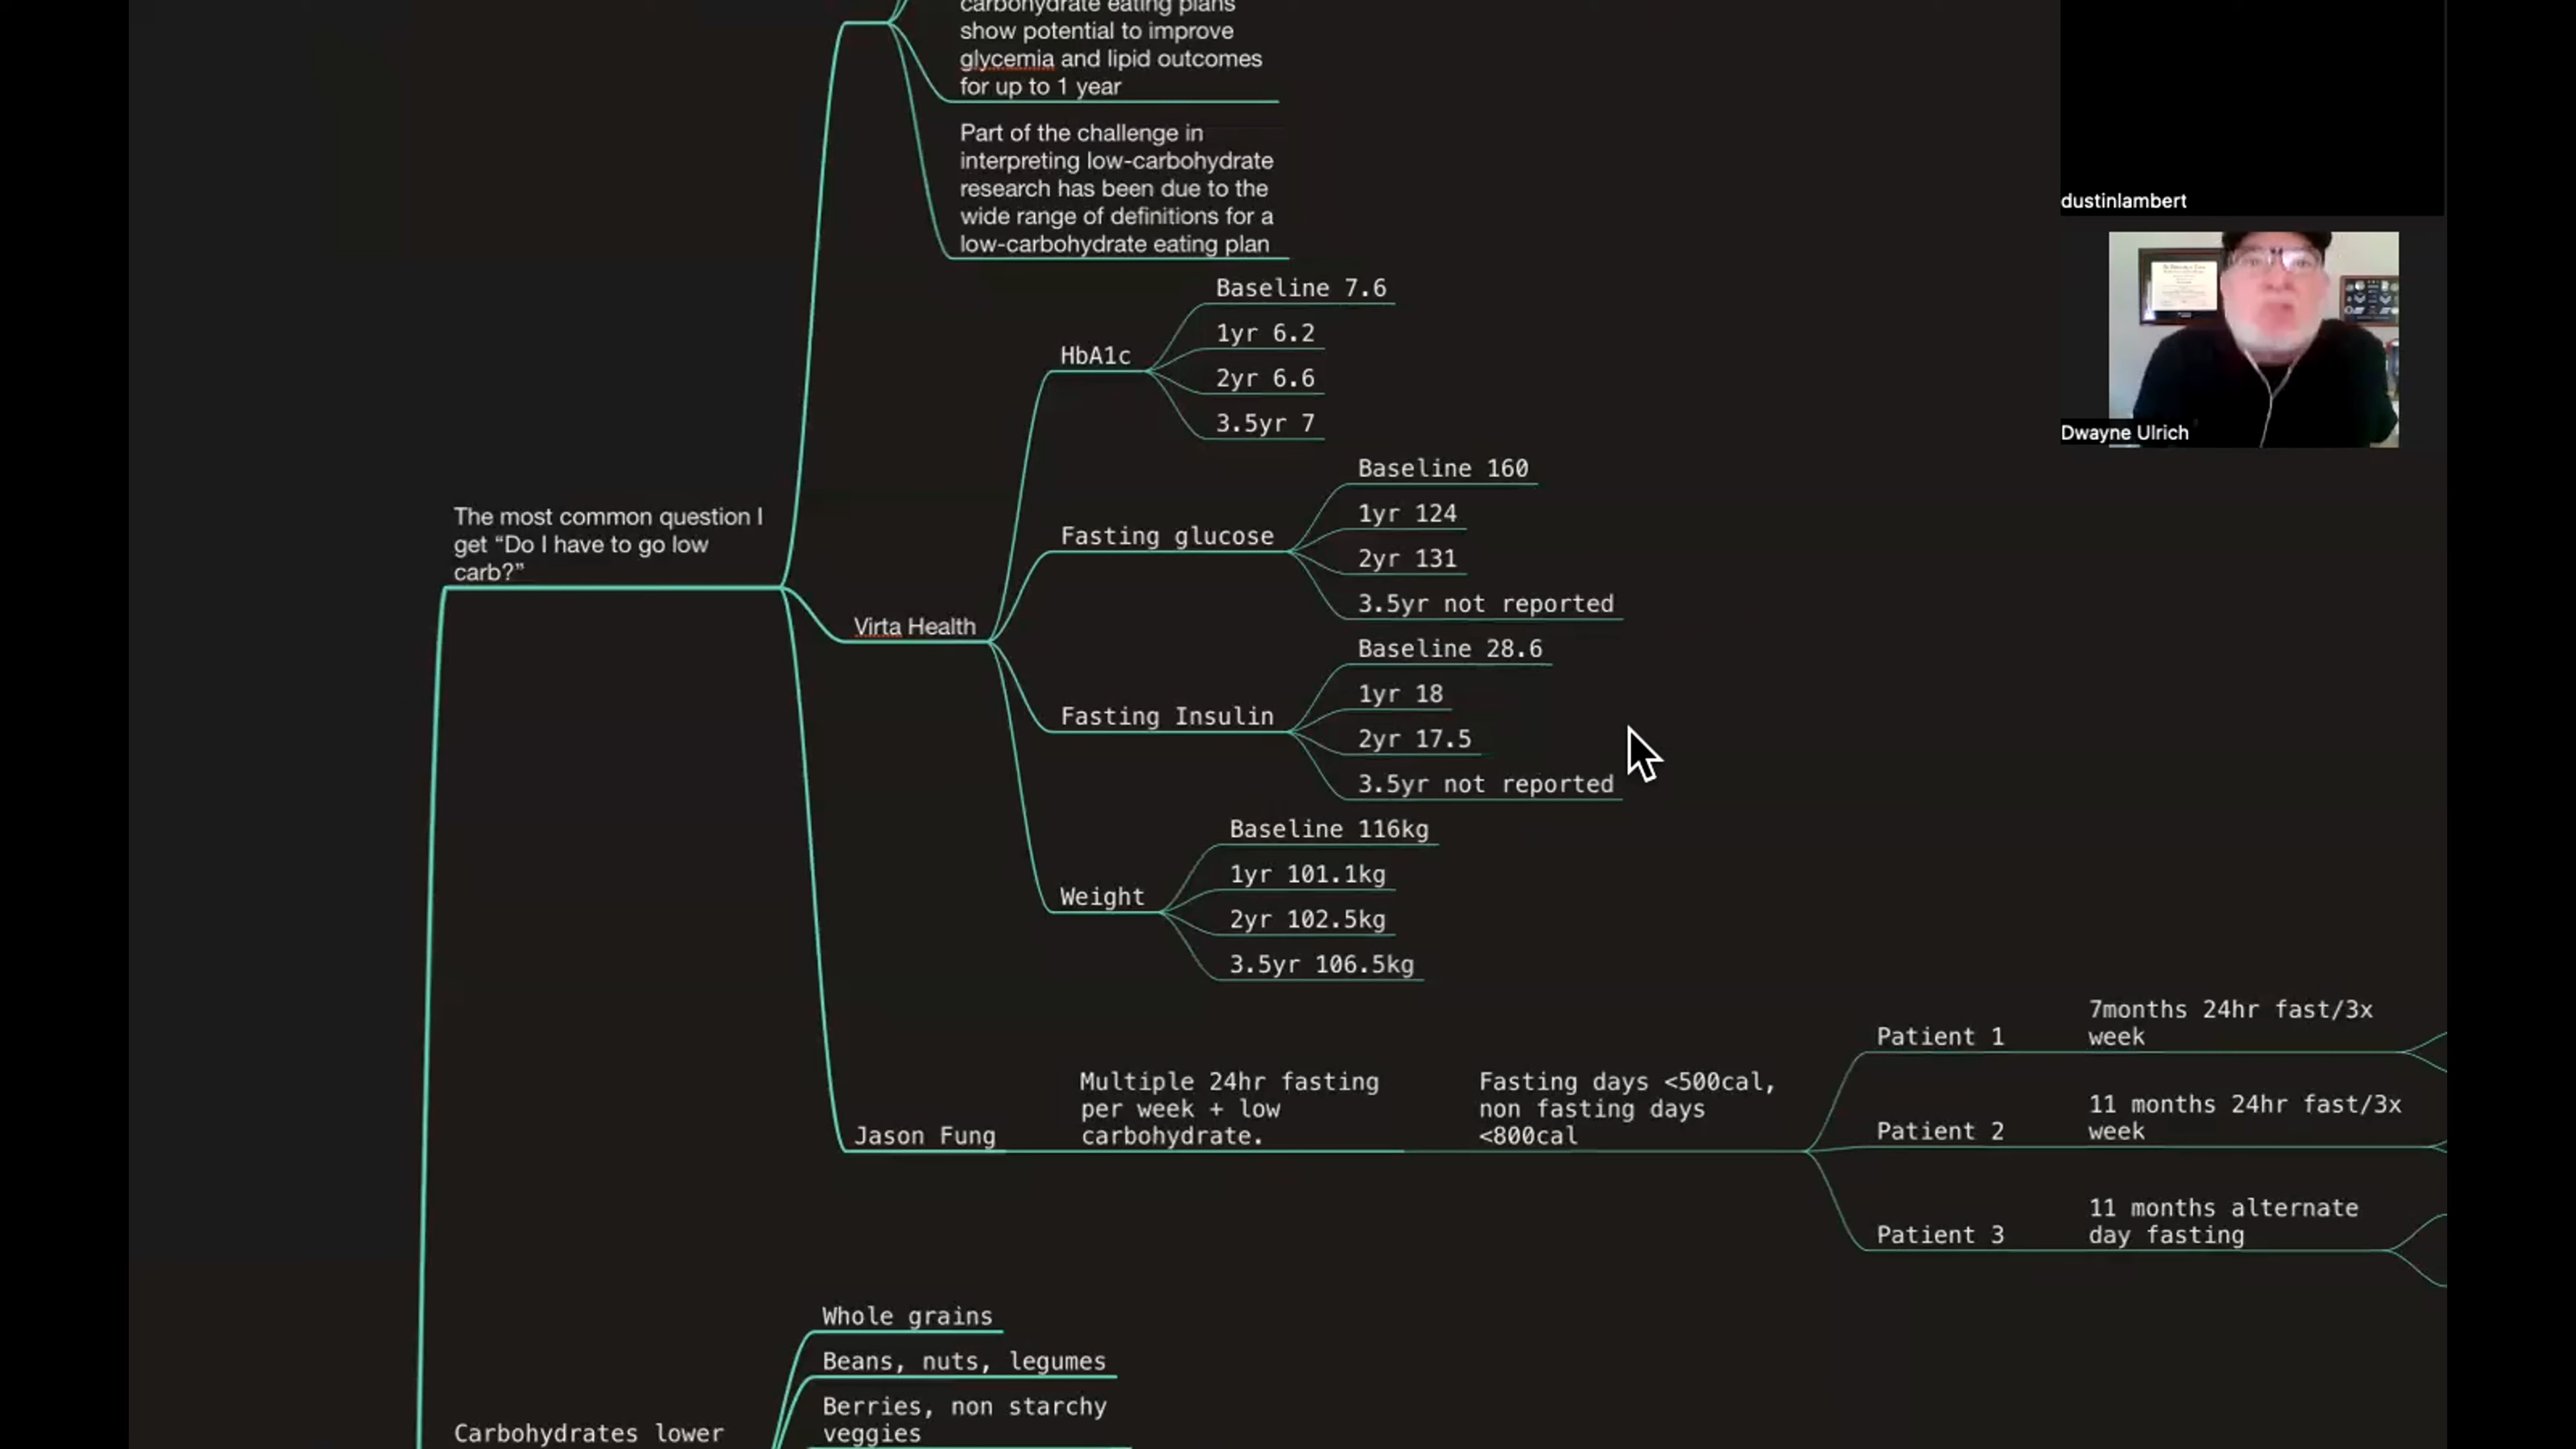 carbohydrate eating plans
show potential to improve
glycemia and lipid outcomes
for up to 1 year
Part of the challenge in
interpreting low-carbohydrate
research has been due to the
wide range of definitions for a
low-carbohydrate eating plan
dustinlambert
Dwayne Ulrich
The most common question I
get “Do I have to go low
carb?”
Virta Health
HbA1c
Baseline 7.6
1yr 6.2
2yr 6.6
3.5yr 7
Fasting glucose
Baseline 160
1yr 124
2yr 131
3.5yr not reported
Fasting Insulin
Baseline 28.6
1yr 18
2yr 17.5
3.5yr not reported
Weight
Baseline 116kg
1yr 101.1kg
2yr 102.5kg
3.5yr 106.5kg
Jason Fung
Multiple 24hr fasting
per week + low
carbohydrate.
Fasting days <500cal,
non fasting days
<800cal
Patient 1
7months 24hr fast/3x
week
Patient 2
11 months 24hr fast/3x
week
Patient 3
11 months alternate
day fasting
Carbohydrates lower
Whole grains
Beans, nuts, legumes
Berries, non starchy
veggies